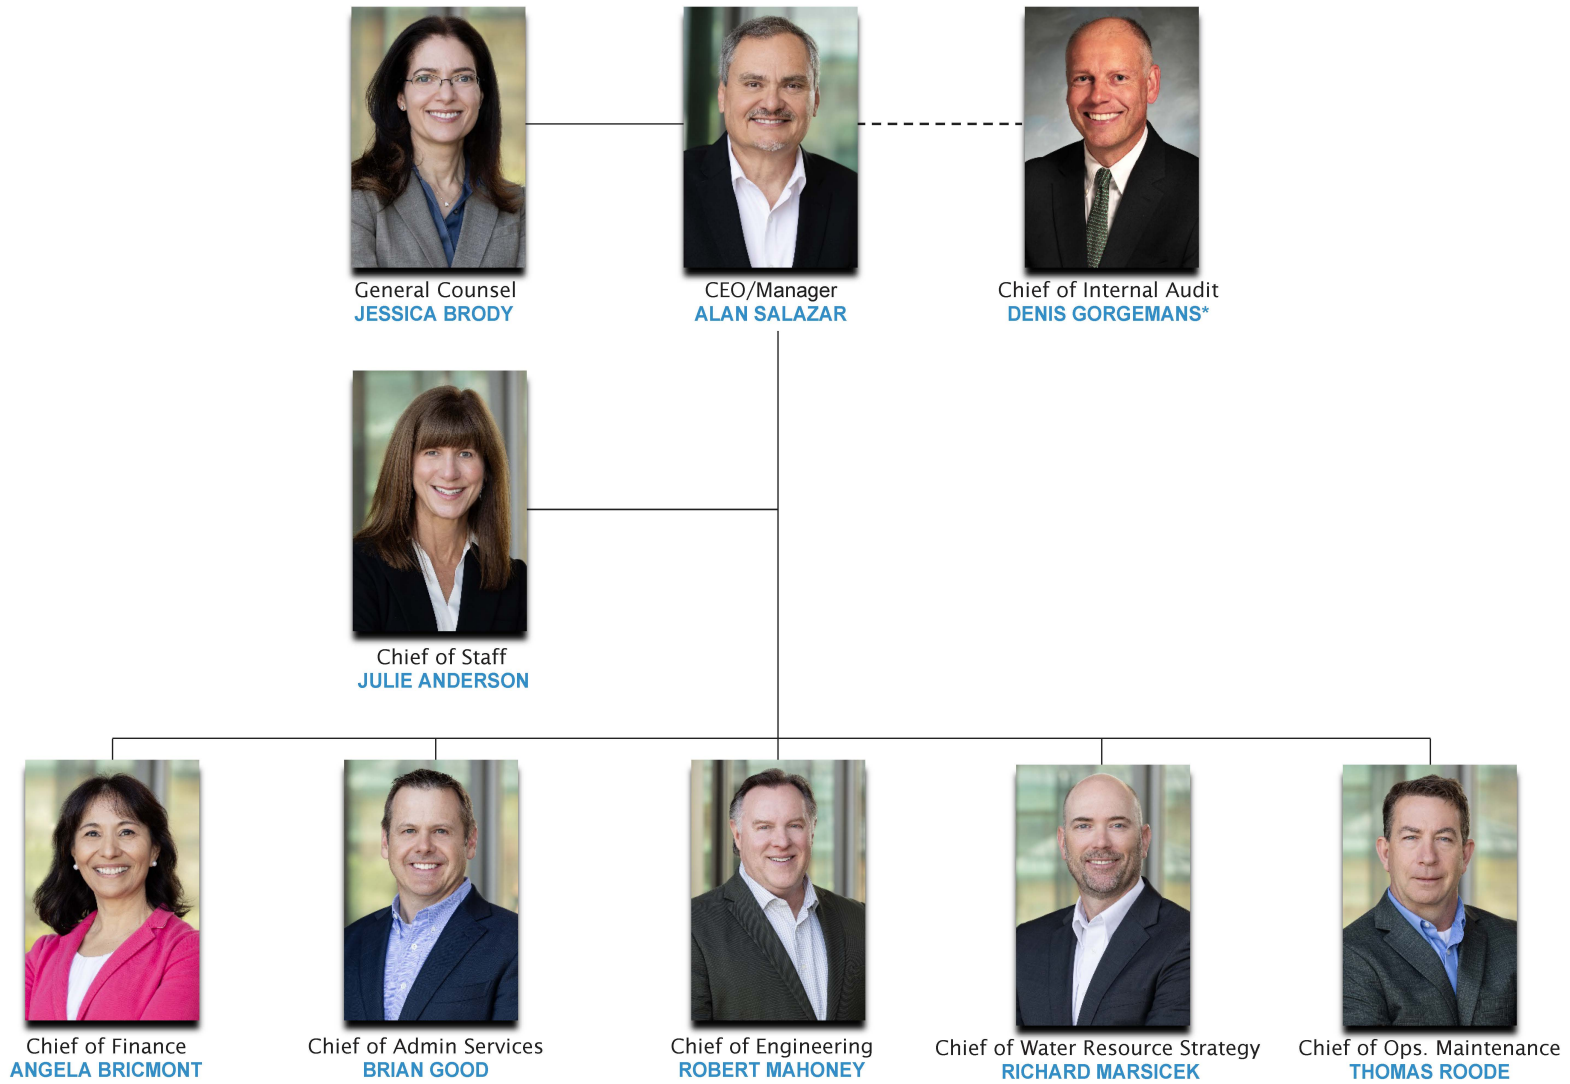 General Counsel
JESSICA BRODY
CEO/Manager
ALAN SALAZAR
Chief of Internal Audit
DENIS GORGEMANS*
Chief of Staff
JULIE ANDERSON
Chief of Finance
ANGELA BRICMONT
Chief of Admin Services
BRIAN GOOD
Chief of Engineering
ROBERT MAHONEY
Chief of Water Resource Strategy
RICHARD MARSICEK
Chief of Ops. Maintenance
THOMAS ROODE